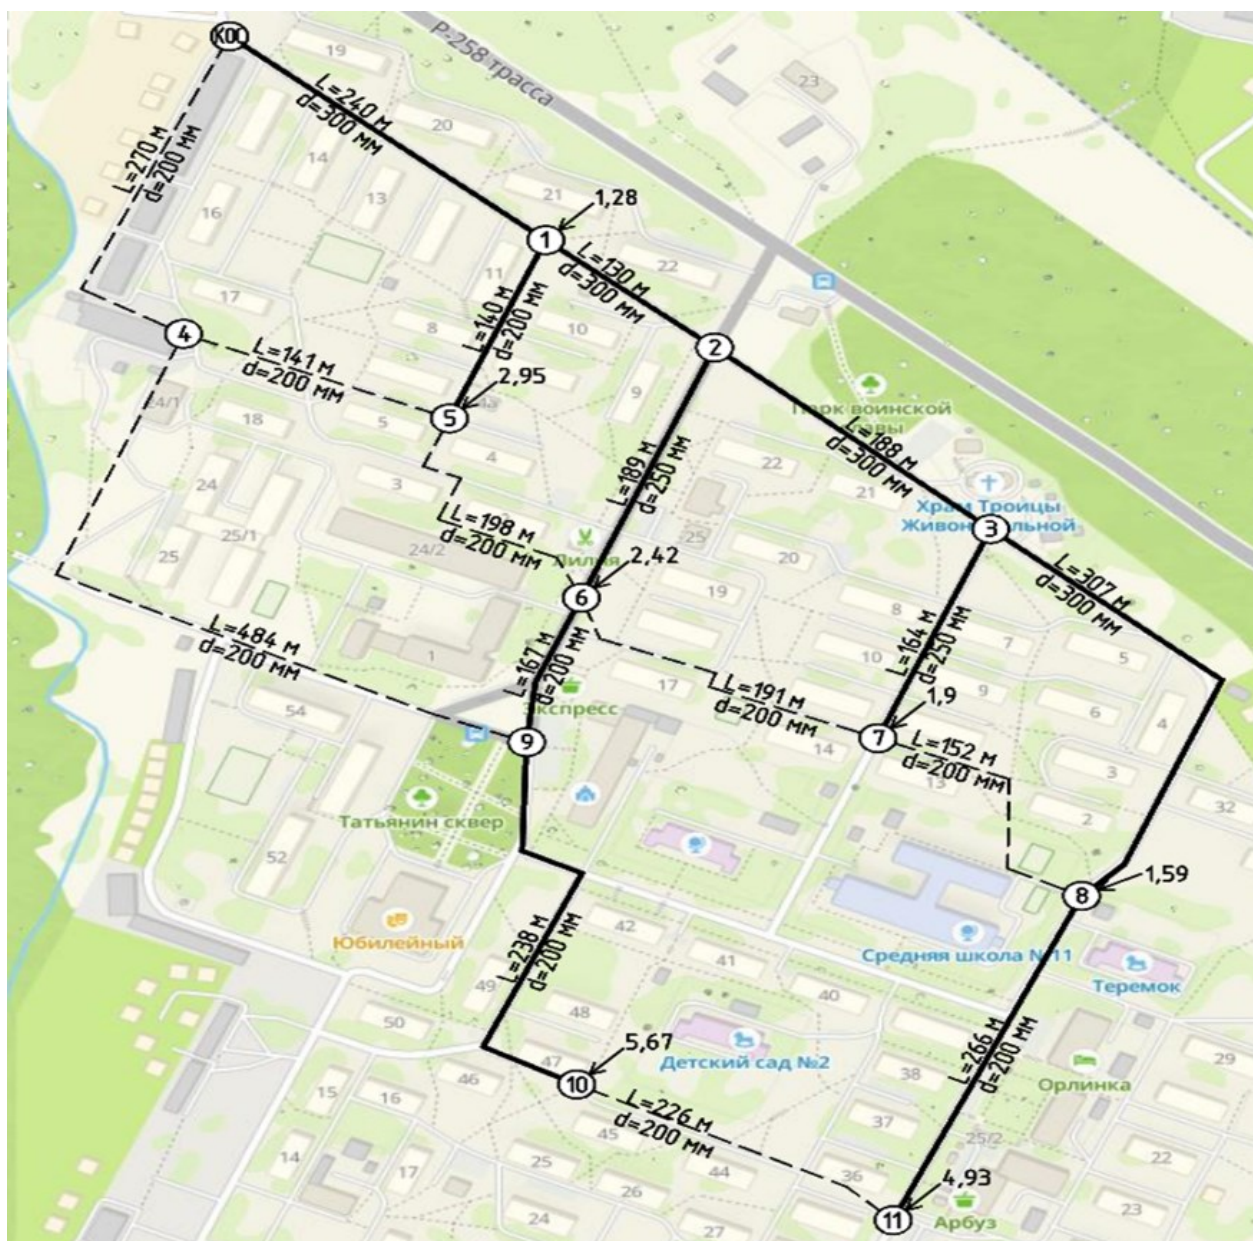 КОС
19
Р-258 трасса
23
L=240 м
d=300 мм
20
14
L=270 м
d=200 мм
13
16
21
1,28
1
11
22
L=130 м
d=300 мм
17
8
10
L=140 м
d=200 мм
4
2
9
L=141 м
d=200 мм
2,95
Парк воинской
славы
24/1
18
5
5
4
22
L=188 м
d=300 мм
24
3
L=189 м
d=250 мм
21
Храм Троицы
3
25/1
24/2
L=198 м
d=200 мм
Лилия
25
20
25
2,42
6
19
8
L=307 м
d=300 мм
7
5
L=484 м
d=200 мм
1
L=167 м
d=200 мм
10
L=164 м
d=250 мм
17
9
6
4
54
Экспресс
L=191 м
d=200 мм
1,9
7
9
14
L=152 м
d=200 мм
3
13
2
32
Татьянин сквер
52
1,59
8
Юбилейный
42
Средняя школа №11
41
Теремок
L=238 м
d=200 мм
49
40
50
48
5,67
Детский сад №2
L=266 м
d=200 мм
29
47
10
38
Орлинка
46
15
16
L=226 м
d=200 мм
37
45
25/2
14
17
25
44
36
22
4,93
26
11
Арбуз
23
24
27